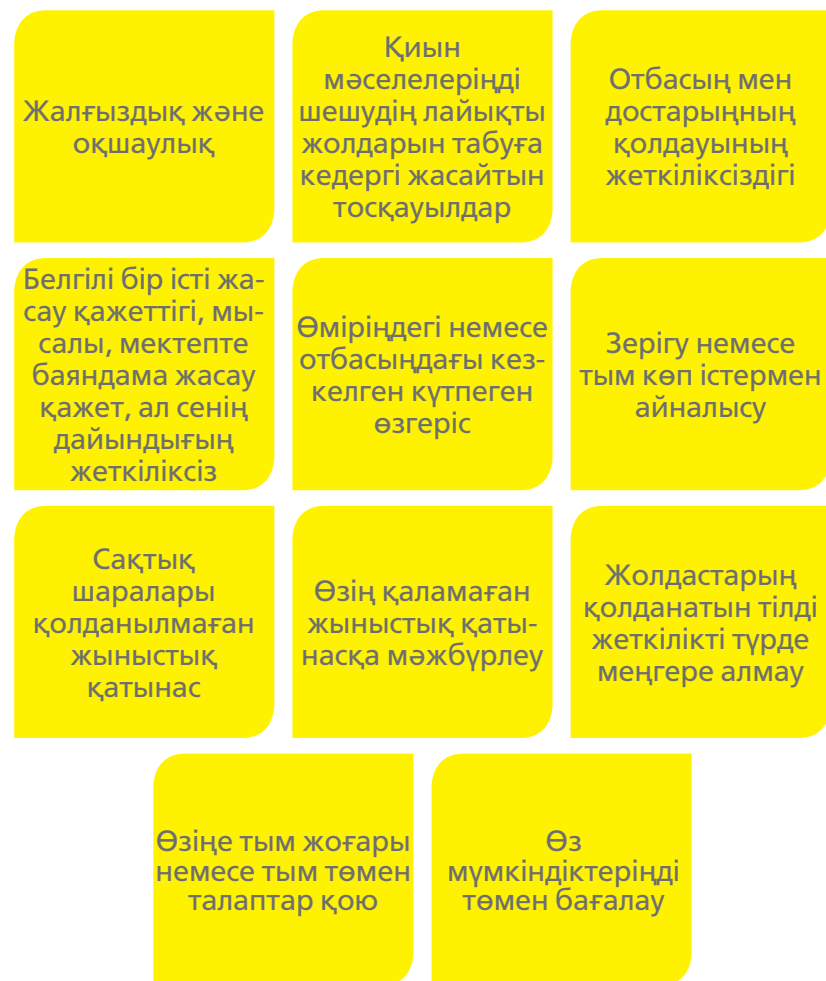 Жалғыздық және
оқшаулық
Қиын
мәселелеріңді
шешудің лайықты
жолдарын табуға
кедергі жасайтын
тосқауылдар
Отбасың мен
достарыңның
қолдауының
жеткіліксіздігі
Белгілі бір істі жа-
сау қажеттігі, мы-
салы, мектепте
баяндама жасау
қажет, ал сенің
дайындығың
жеткіліксіз
Өміріңдегі немесе
отбасыңдағы кез-
келген күтпеген
өзгеріс
Зерігу немесе
тым көп істермен
айналысу
Сақтық
шаралары
қолданылмаған
жыныстық
қатынас
Өзің қаламаған
жыныстық қаты-
насқа мәжбүрлеу
Жолдастарың
қолданатын тілді
жеткілікті түрде
меңгере алмау
Өзіңе тым жоғары
немесе тым төмен
талаптар қою
Өз
мүмкіндіктеріңді
төмен бағалау